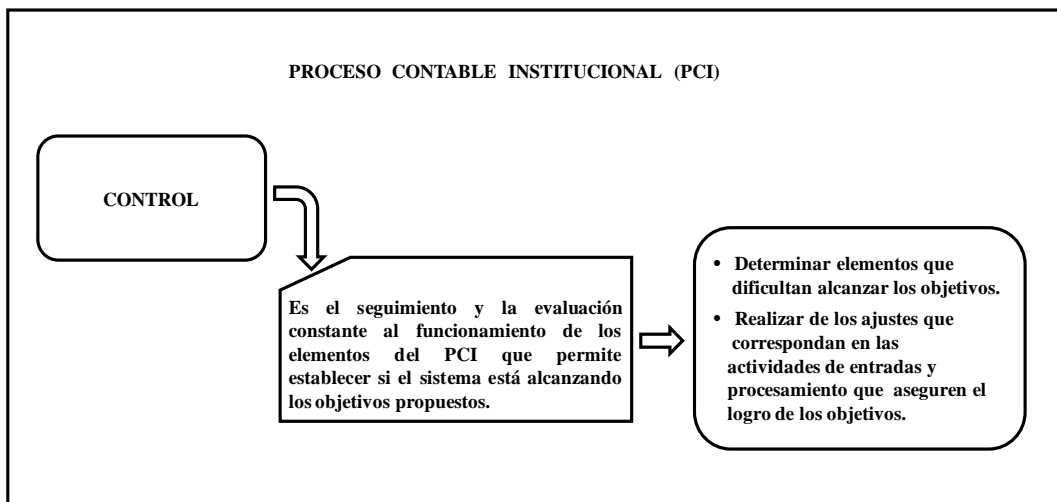 PROCESO CONTABLE INSTITUCIONAL (PCI)
CONTROL
Es el seguimiento y la evaluación
constante al funcionamiento de los
elementos del PCI que permite
establecer si el sistema está alcanzando
los objetivos propuestos.
• Determinar elementos que
dificultan alcanzar los objetivos.
• Realizar de los ajustes que
correspondan en las
actividades de entradas y
procesamiento que aseguren el
logro de los objetivos.